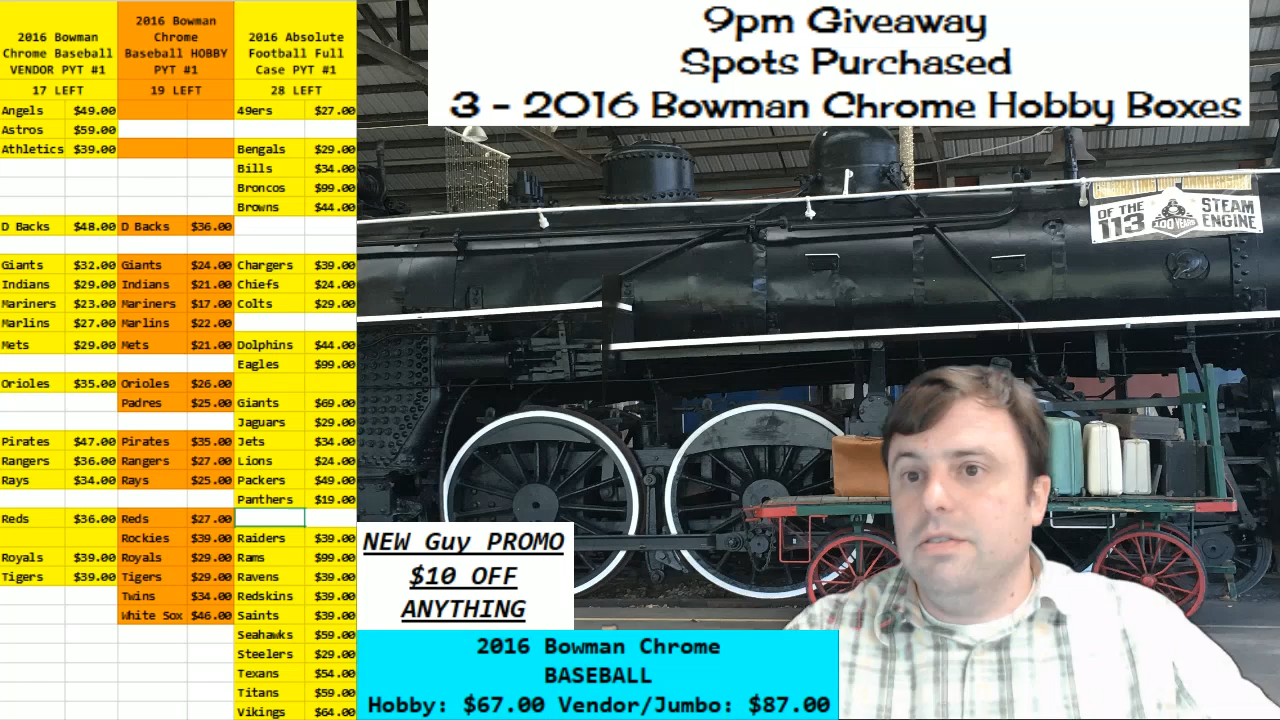 2016 Bowman
Chrome Baseball
VENDOR PYT #1
17 LEFT
Angels $49.00
Astros $59.00
Athletics $39.00
D Backs $48.00
Giants $32.00
Indians $29.00
Mariners $23.00
Marlins $27.00
Mets $29.00
Orioles $35.00
Pirates $47.00
Rangers $36.00
Rays $34.00
Reds $36.00
Royals $39.00
Tigers $39.00
2016 Bowman
Chrome
Baseball HOBBY
PYT #1
19 LEFT
D Backs $36.00
Giants $24.00
Indians $21.00
Mariners $17.00
Marlins $22.00
Mets $21.00
Orioles $26.00
Padres $25.00
Pirates $35.00
Rangers $27.00
Rays $25.00
Reds $27.00
Rockies $39.00
Royals $29.00
Tigers $29.00
Twins $34.00
White Sox $46.00
2016 Absolute
Football Full
Case PYT #1
28 LEFT
49ers $27.00
Bengals $29.00
Bills $34.00
Broncos $99.00
Browns $44.00
Chargers $39.00
Chiefs $24.00
Colts $29.00
Dolphins $44.00
Eagles $99.00
Giants $69.00
Jaguars $29.00
Jets $34.00
Lions $24.00
Packers $49.00
Panthers $19.00
Raiders $39.00
Rams $99.00
Ravens $39.00
Redskins $39.00
Saints $39.00
Seahawks $59.00
Steelers $29.00
Texans $54.00
Titans $59.00
Vikings $64.00
9pm Giveaway
Spots Purchased
3 - 2016 Bowman Chrome Hobby Boxes
OF THE
113
100 YEARS
STEAM
ENGINE
NEW Guy PROMO
$10 OFF
ANYTHING
2016 Bowman Chrome
BASEBALL
Hobby: $67.00 Vendor/Jumbo: $87.00